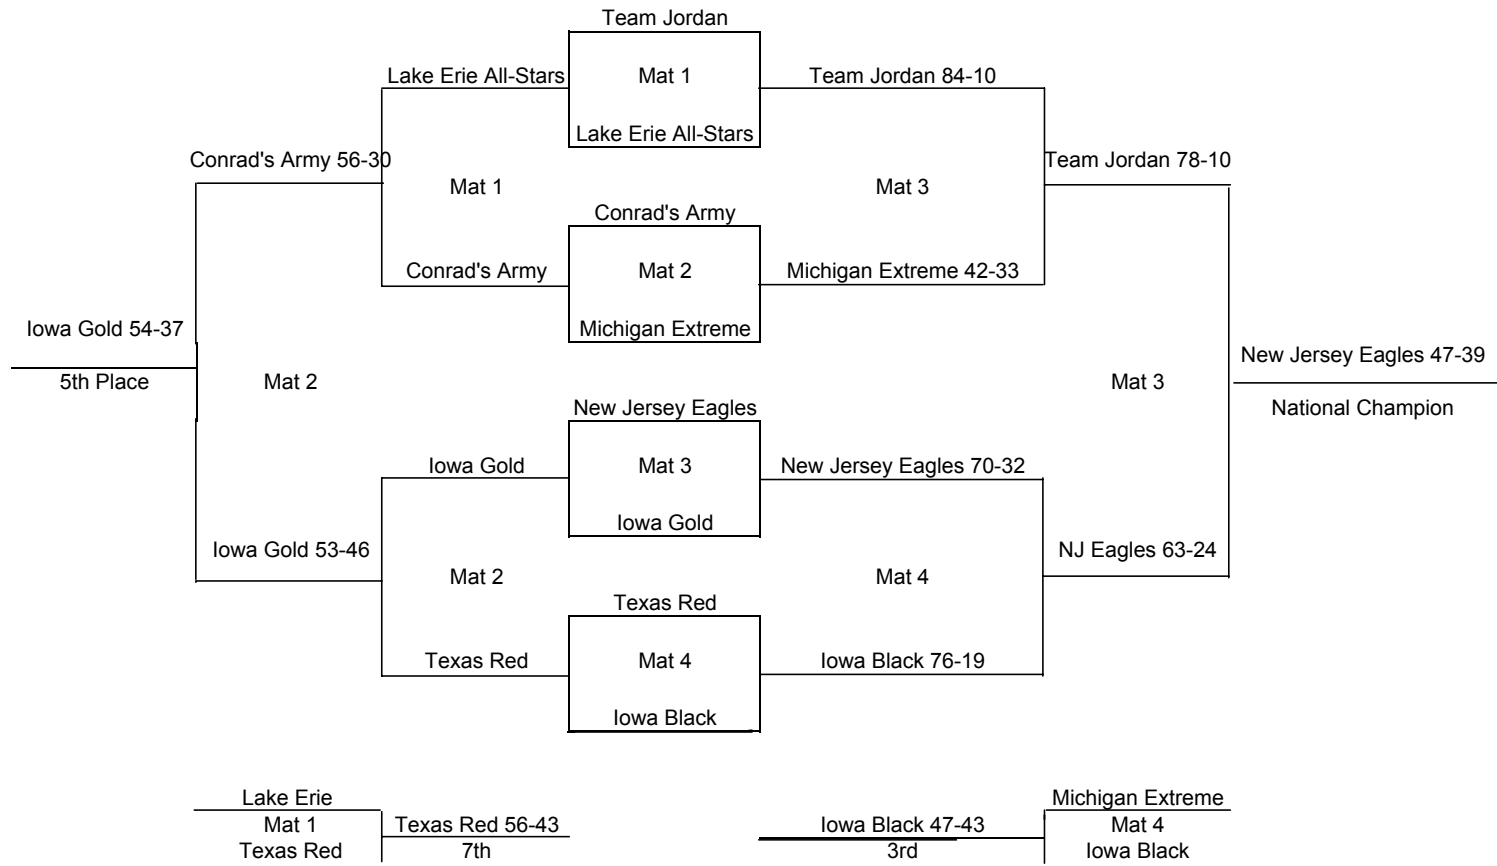 Team Jordan
Lake Erie All-Stars
Mat 1
Team Jordan 84-10
Lake Erie All-Stars
Conrad's Army 56-30
Team Jordan 78-10
Mat 1
Mat 3
Conrad's Army
Conrad's Army
Mat 2
Michigan Extreme 42-33
Iowa Gold 54-37
Michigan Extreme
New Jersey Eagles 47-39
5th Place
Mat 2
Mat 3
New Jersey Eagles
National Champion
Iowa Gold
Mat 3
New Jersey Eagles 70-32
Iowa Gold
Iowa Gold 53-46
NJ Eagles 63-24
Mat 2
Mat 4
Texas Red
Texas Red
Mat 4
Iowa Black 76-19
Iowa Black
Lake Erie
Michigan Extreme
Mat 1
Texas Red 56-43
Iowa Black 47-43
Mat 4
Texas Red
7th
3rd
Iowa Black